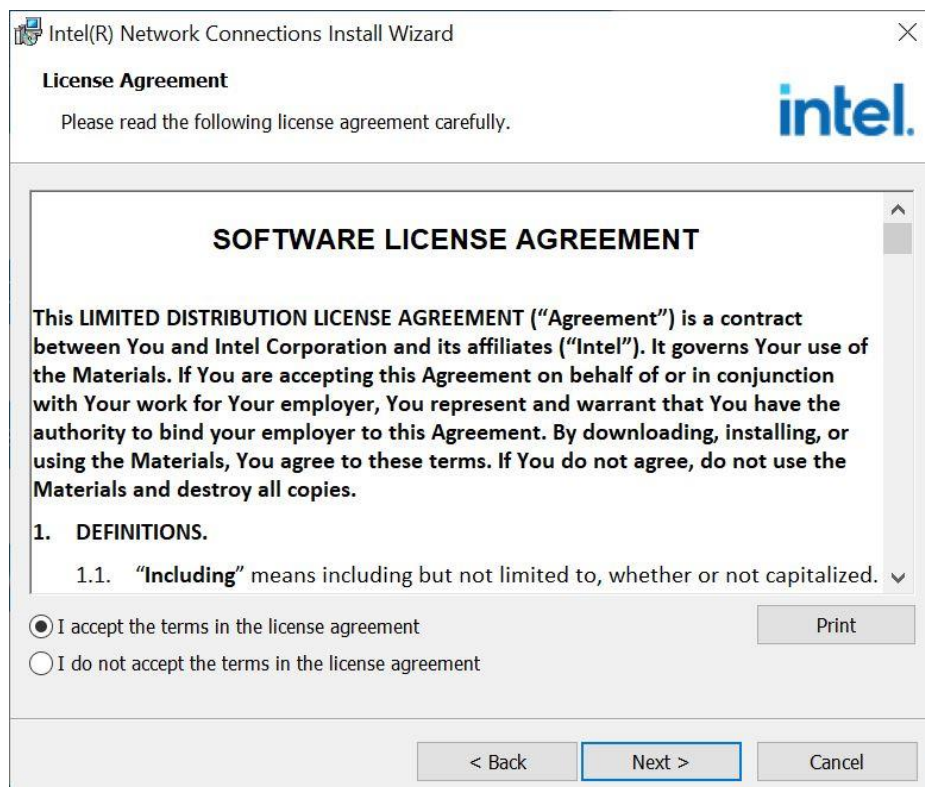 Intel(R) Network Connections Install Wizard
License Agreement
Please read the following license agreement carefully.
intel.
SOFTWARE LICENSE AGREEMENT
This LIMITED DISTRIBUTION LICENSE AGREEMENT (“Agreement”) is a contract
between You and Intel Corporation and its affiliates (“Intel”). It governs Your use of
the Materials. If You are accepting this Agreement on behalf of or in conjunction
with Your work for Your employer, You represent and warrant that You have the
authority to bind your employer to this Agreement. By downloading, installing, or
using the Materials, You agree to these terms. If You do not agree, do not use the
Materials and destroy all copies.
1. DEFINITIONS.
1.1. “Including” means including but not limited to, whether or not capitalized.
I accept the terms in the license agreement
Print
I do not accept the terms in the license agreement
< Back
Next >
Cancel